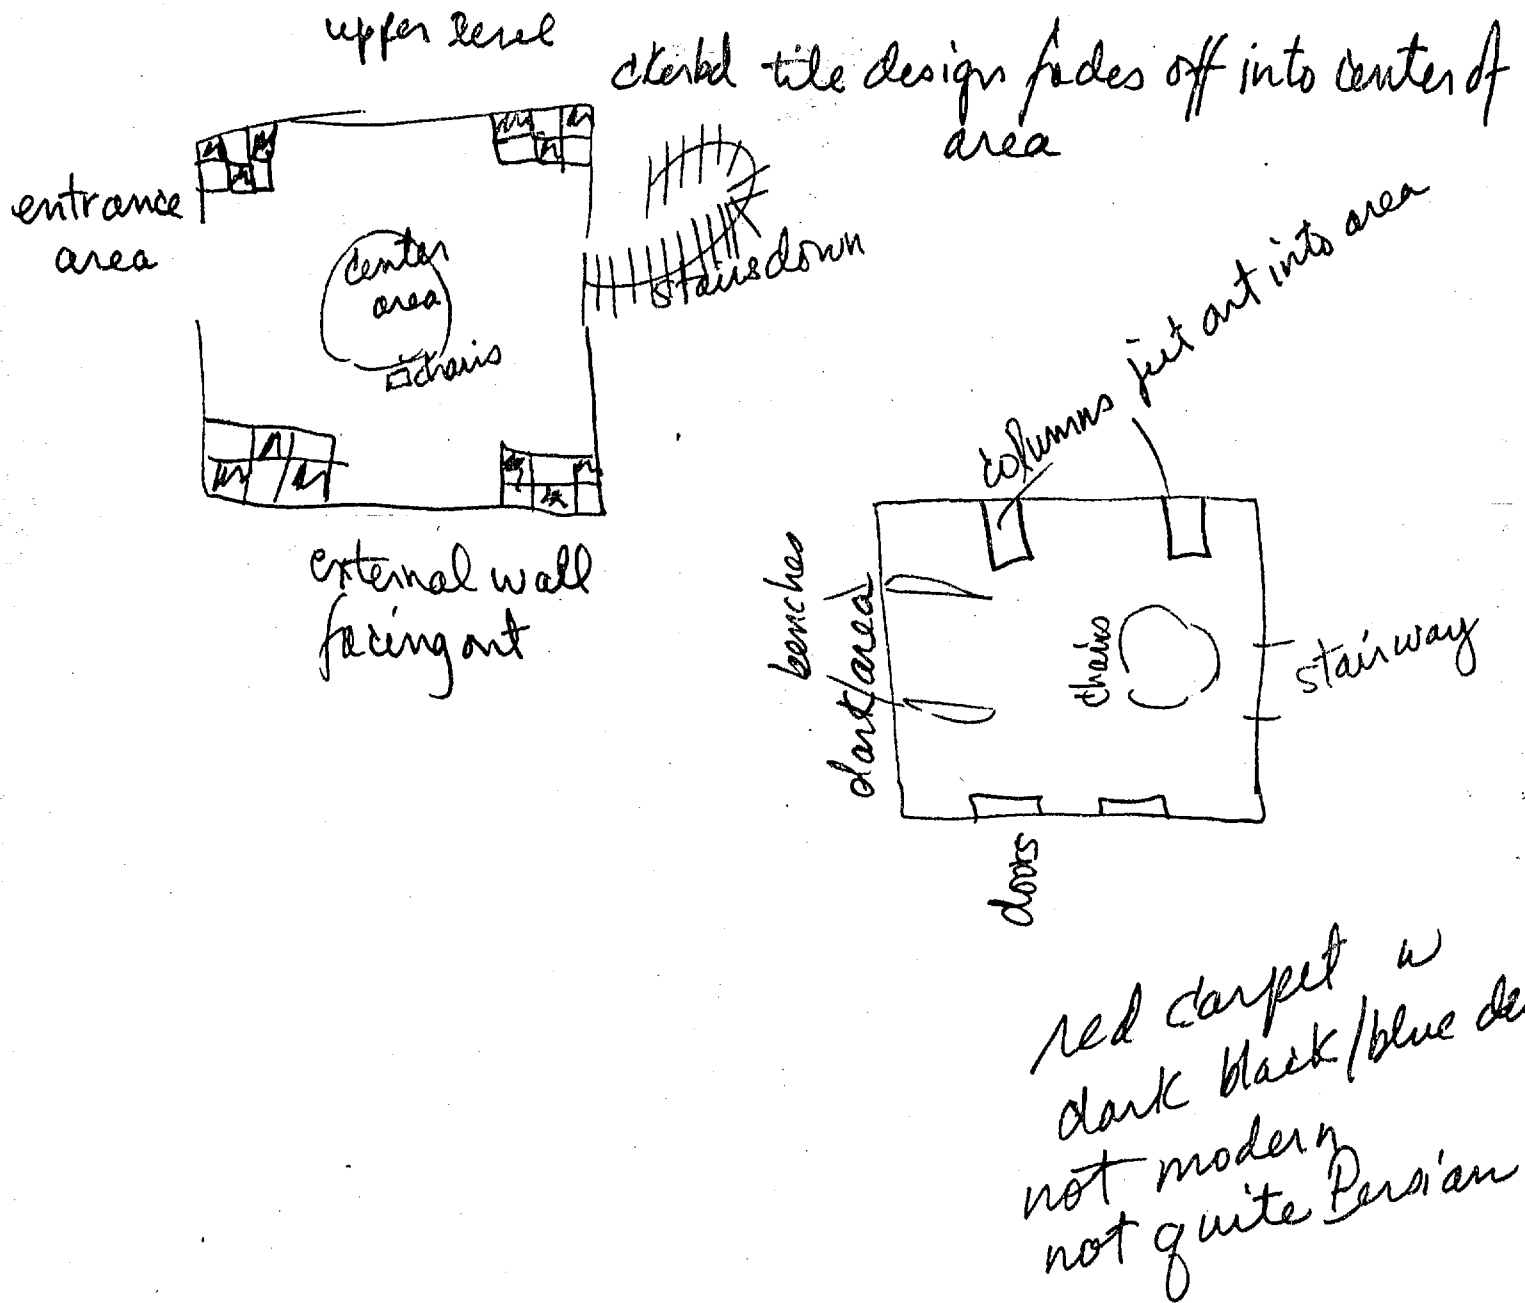 upper level
ckerbd tile design fades off into center of
area
entrance
area
center
area
chairs
stairs down
external wall
facing out
columns jut out into area
benches
dark/area
chairs
stairway
doors
red carpet w
dark black/blue de
not modern
not quite Persian